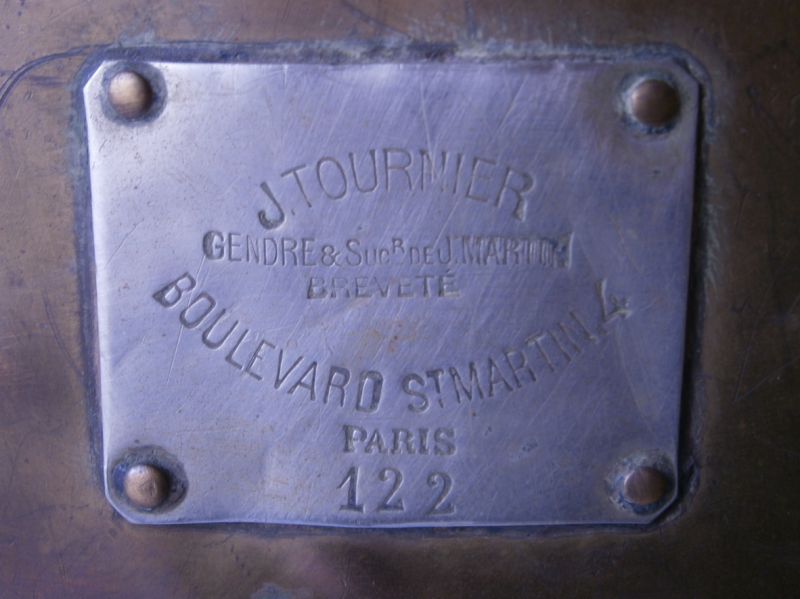 J. TOURNIER
GENDRE & SUCR DE J. MARTIN
BREVETÉ
BOULEVARD ST MARTIN, 4
PARIS
122